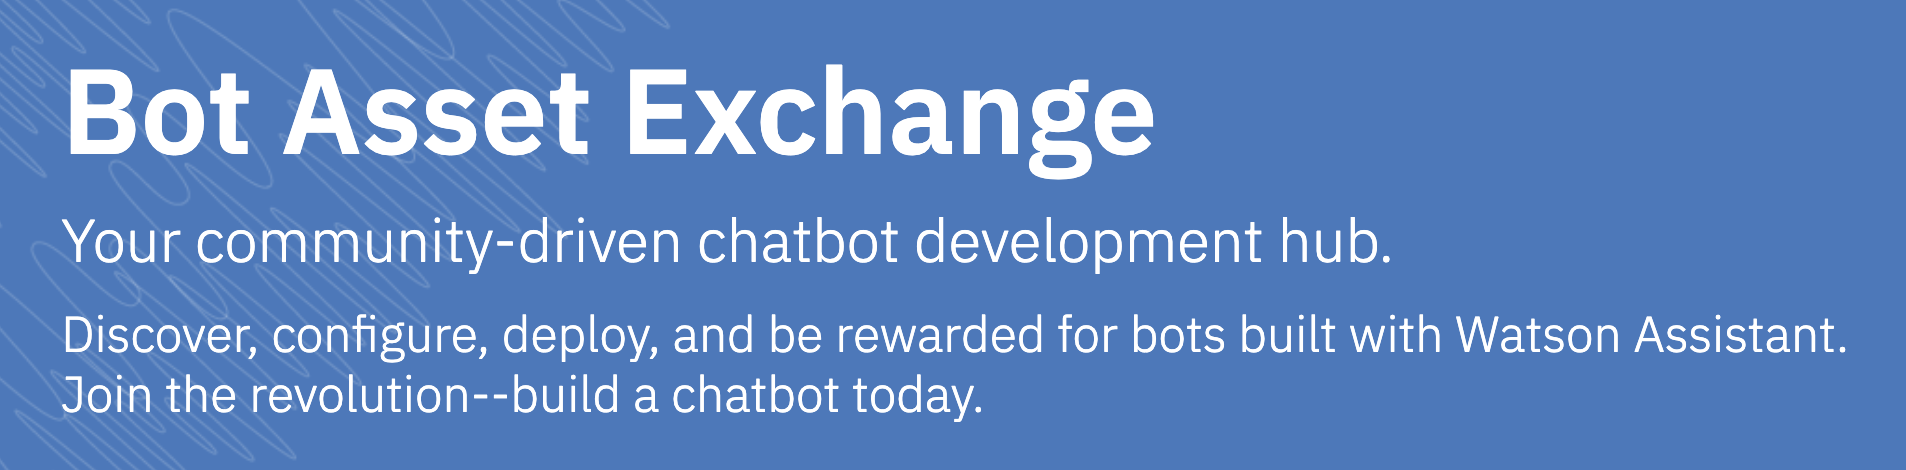 Bot Asset Exchange
Your community-driven chatbot development hub.
Discover, configure, deploy, and be rewarded for bots built with Watson Assistant.
Join the revolution--build a chatbot today.